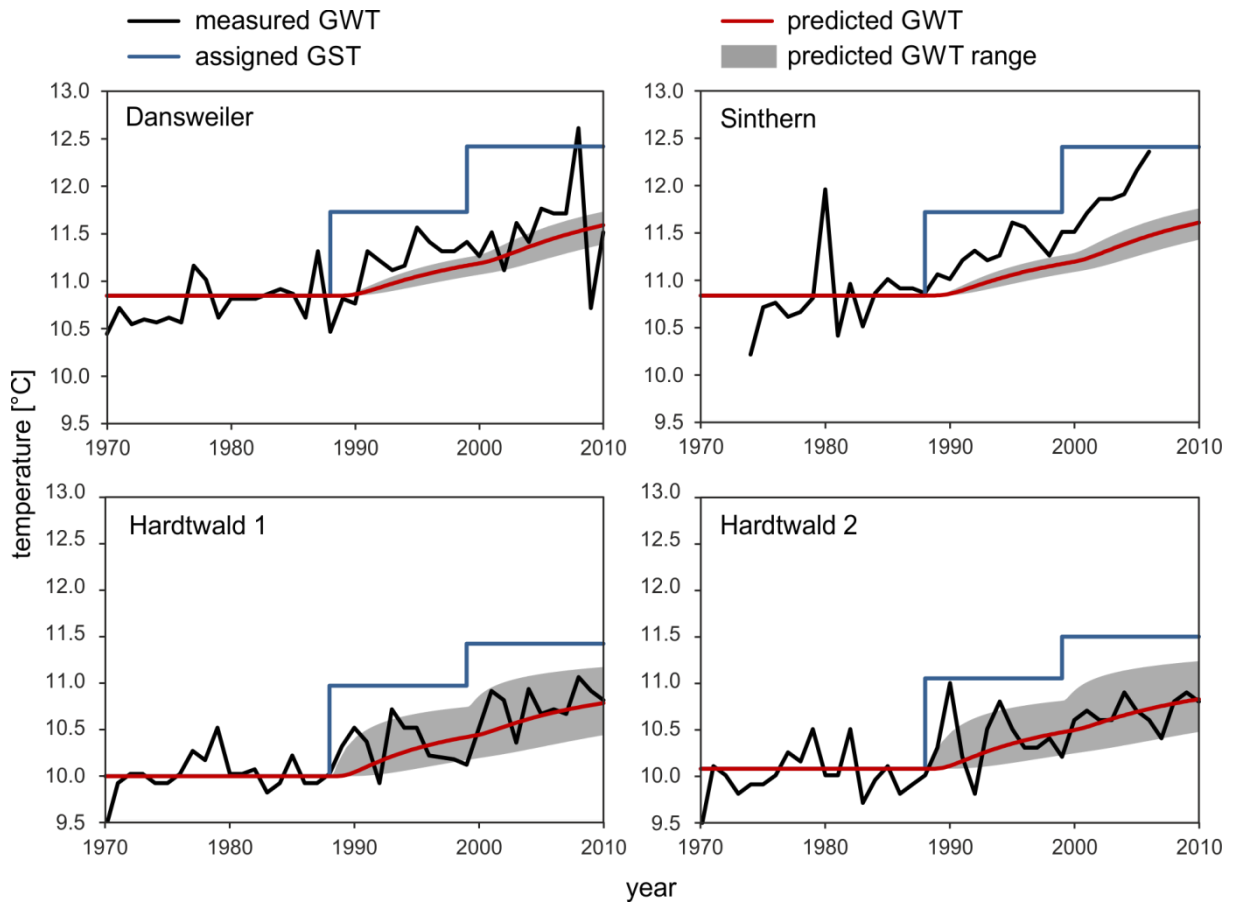 measured GWT
predicted GWT
assigned GST
predicted GWT range
temperature [°C]
13.0
12.5
12.0
11.5
11.0
10.5
10.0
9.5
Dansweiler
1970 1980 1990 2000 2010
13.0
12.5
12.0
11.5
11.0
10.5
10.0
9.5
Sinthern
1970 1980 1990 2000 2010
13.0
12.5
12.0
11.5
11.0
10.5
10.0
9.5
Hardtwald 1
1970 1980 1990 2000 2010
13.0
12.5
12.0
11.5
11.0
10.5
10.0
9.5
Hardtwald 2
1970 1980 1990 2000 2010
year